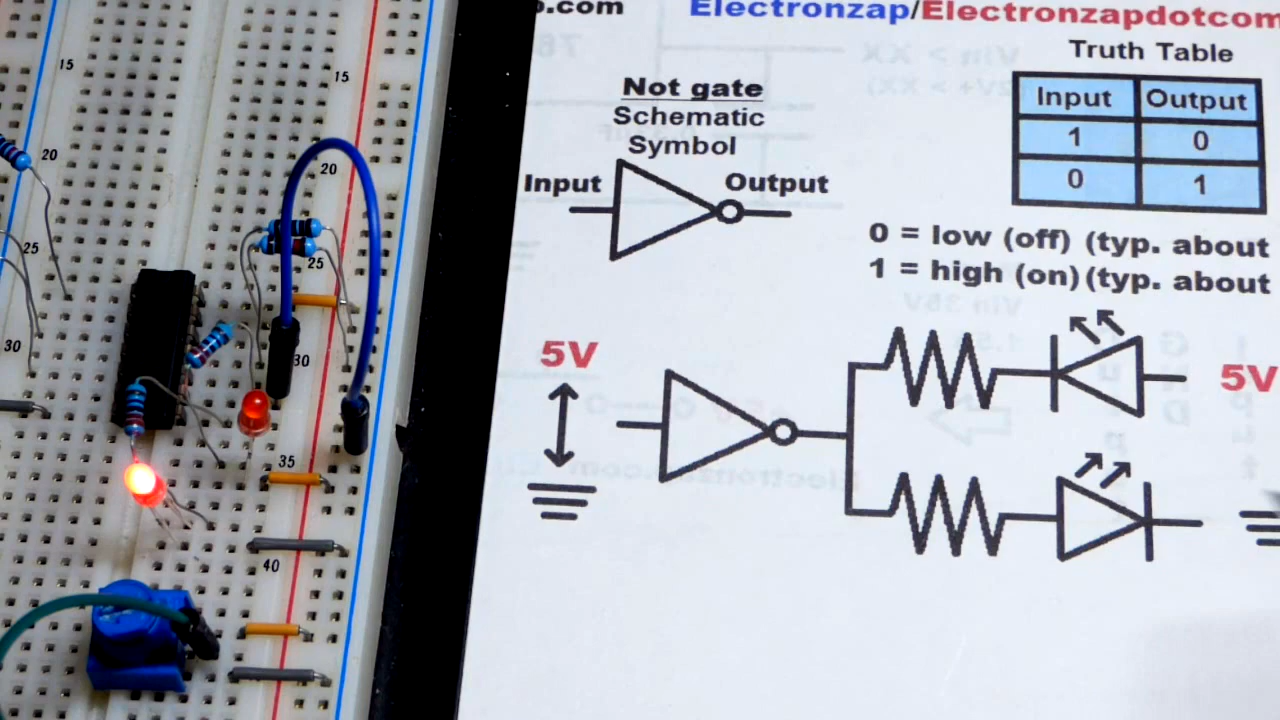 .com
Electronzap/Electronzapdotcom
Truth Table
Not gate
Schematic
Symbol
Input Output
1 0
0 1
Input
Output
0 = low (off) (typ. about
1 = high (on) (typ. about
5V
5V
15
15
20
20
25
25
30
30
35
40